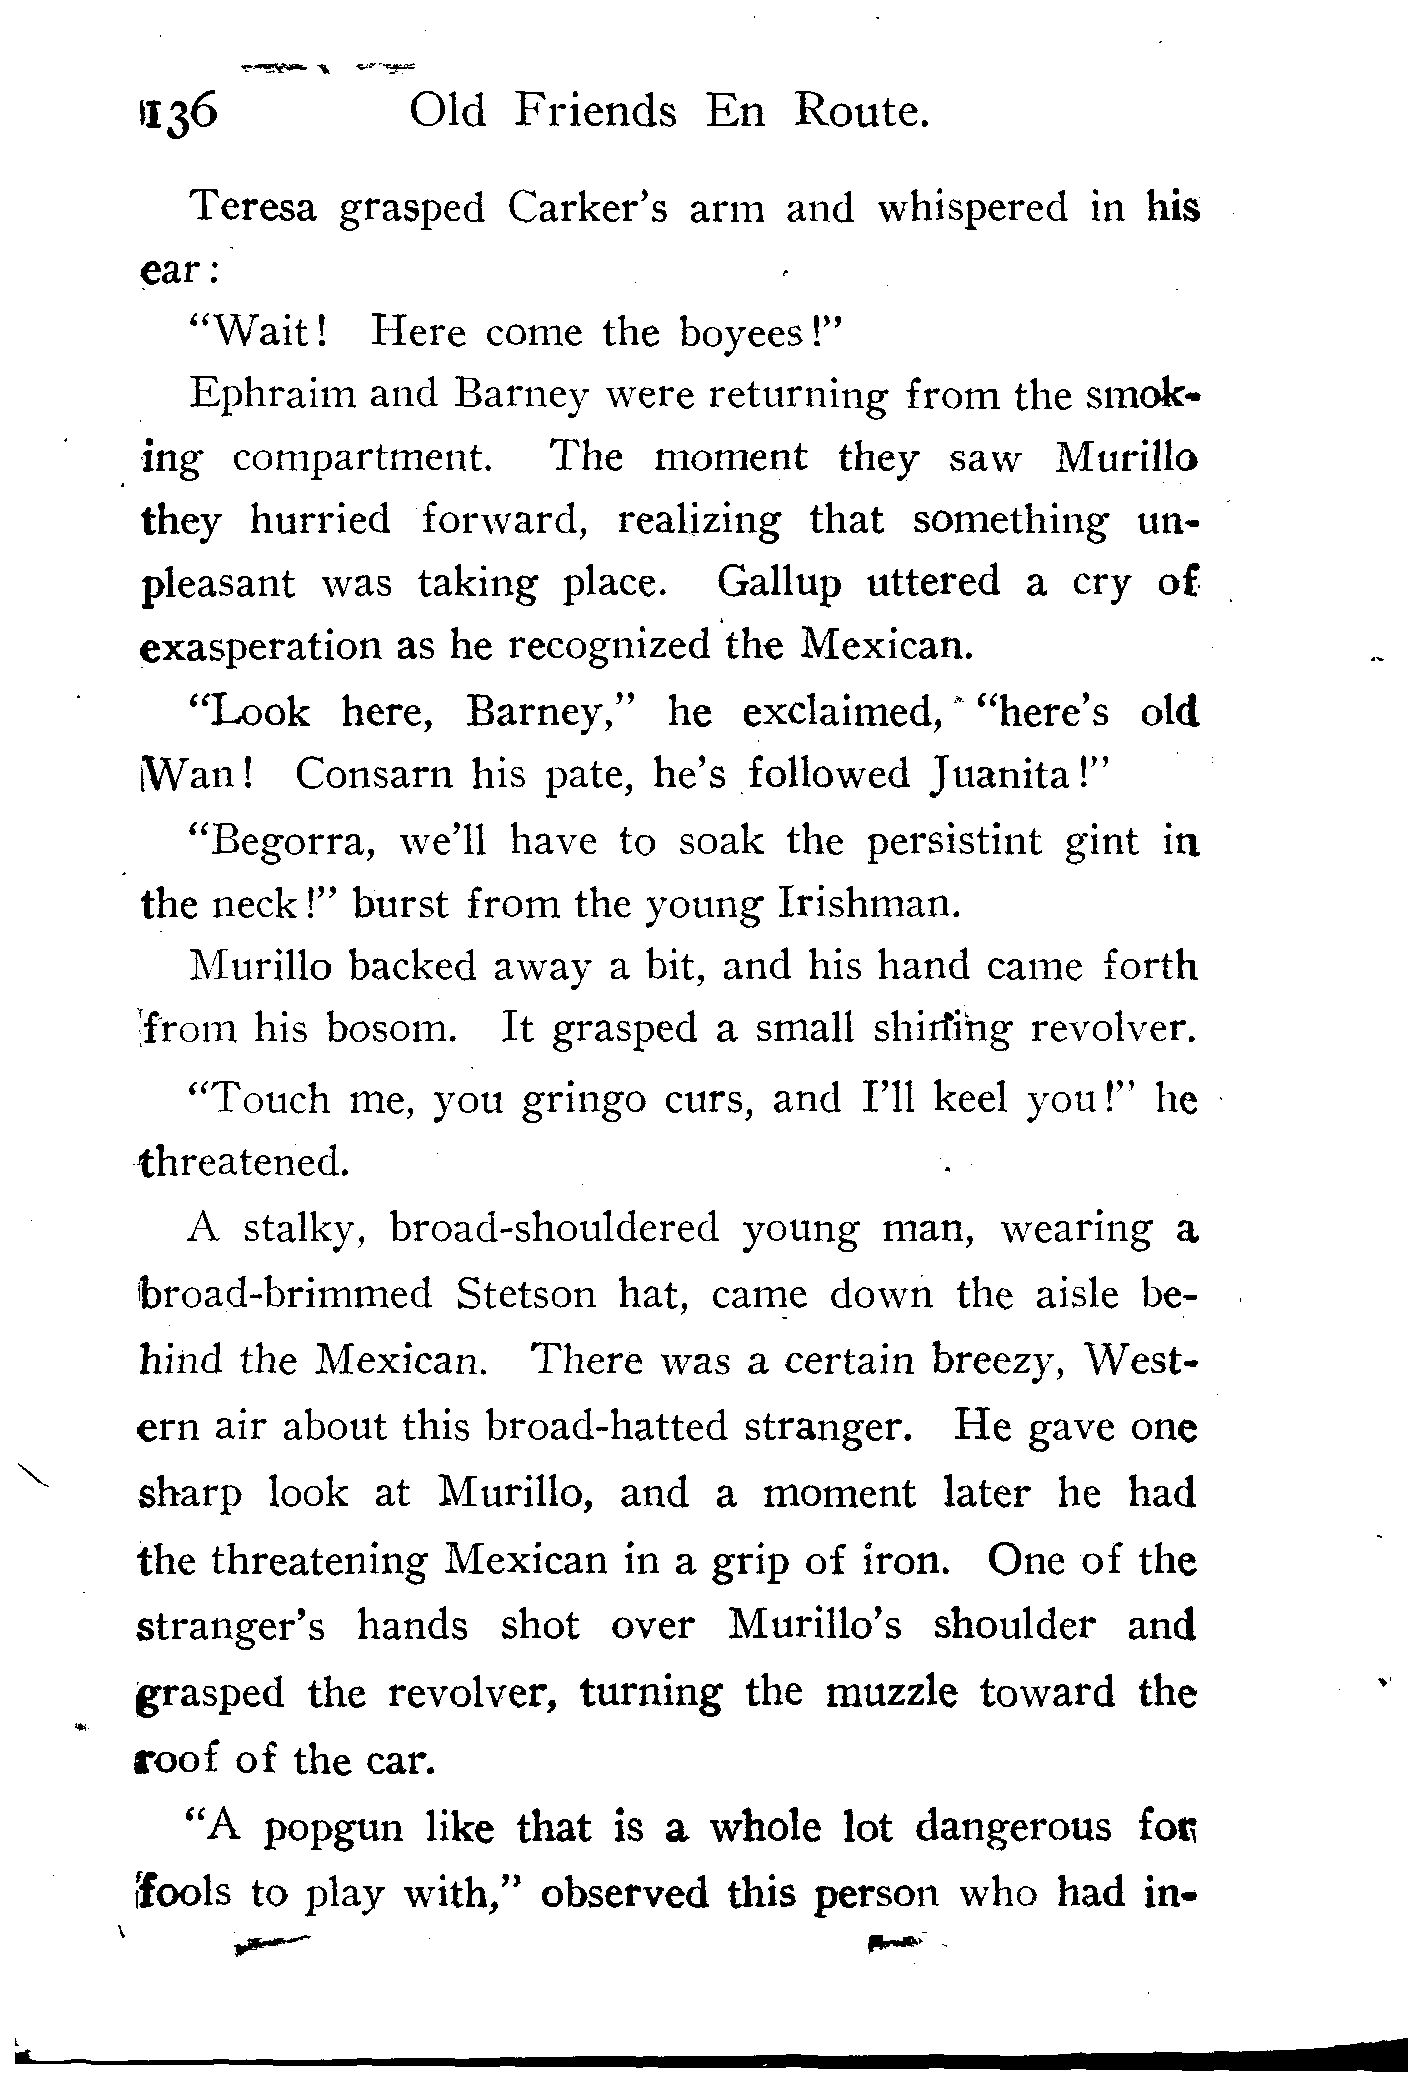 136 Old Friends En Route.
Teresa grasped Carker's arm and whispered in his
ear:
"Wait! Here come the boyees!"
Ephraim and Barney were returning from the smok-
ing compartment. The moment they saw Murillo
they hurried forward, realizing that something un-
pleasant was taking place. Gallup uttered a cry of
exasperation as he recognized the Mexican.
"Look here, Barney," he exclaimed, "here's old
Wan! Consarn his pate, he's followed Juanita!"
"Begorra, we'll have to soak the persistint gint in
the neck!" burst from the young Irishman.
Murillo backed away a bit, and his hand came forth
from his bosom. It grasped a small shining revolver.
"Touch me, you gringo curs, and I'll keel you!" he
threatened.
A stalky, broad-shouldered young man, wearing a
broad-brimmed Stetson hat, came down the aisle be-
hind the Mexican. There was a certain breezy, West-
ern air about this broad-hatted stranger. He gave one
sharp look at Murillo, and a moment later he had
the threatening Mexican in a grip of iron. One of the
stranger's hands shot over Murillo's shoulder and
grasped the revolver, turning the muzzle toward the
roof of the car.
"A popgun like that is a whole lot dangerous for
fools to play with," observed this person who had in-